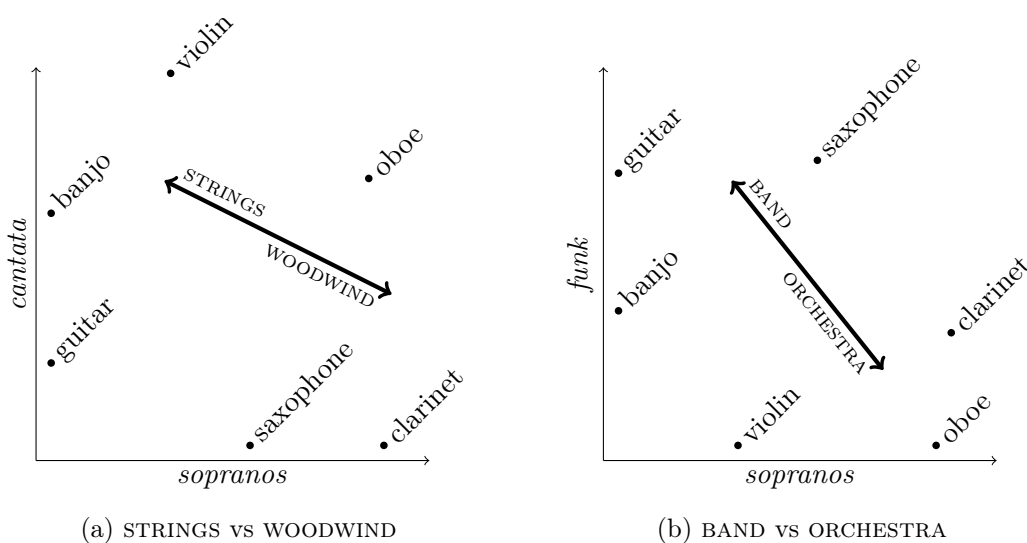 violin
oboe
banjo
STRINGS
WOODWIND
cantata
guitar
saxophone
clarinet
sopranos
(a) STRINGS vs WOODWIND
saxophone
guitar
BAND
funk
banjo
ORCHESTRA
clarinet
violin
oboe
sopranos
(b) BAND vs ORCHESTRA